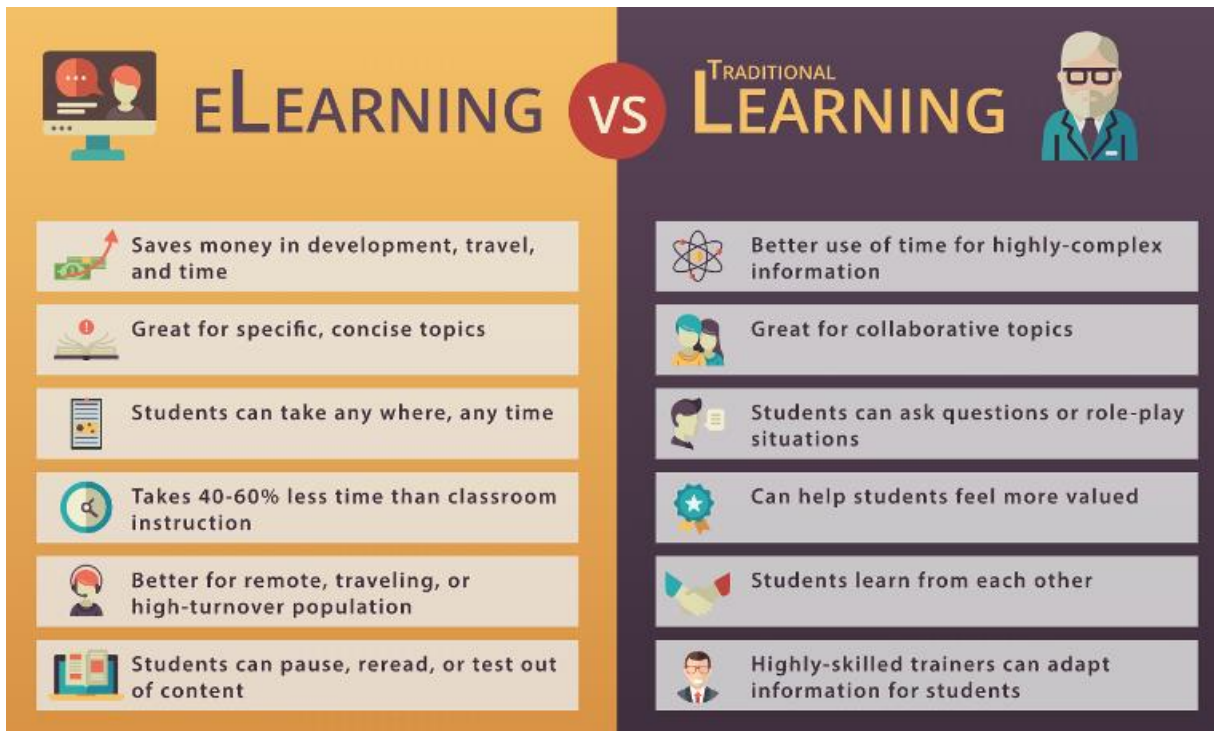 eLearning
vs
Traditional
Learning
Saves money in development, travel,
and time
Great for specific, concise topics
Students can take any where, any time
Takes 40-60% less time than classroom
instruction
Better for remote, traveling, or
high-turnover population
Students can pause, reread, or test out
of content
Better use of time for highly-complex
information
Great for collaborative topics
Students can ask questions or role-play
situations
Can help students feel more valued
Students learn from each other
Highly-skilled trainers can adapt
information for students